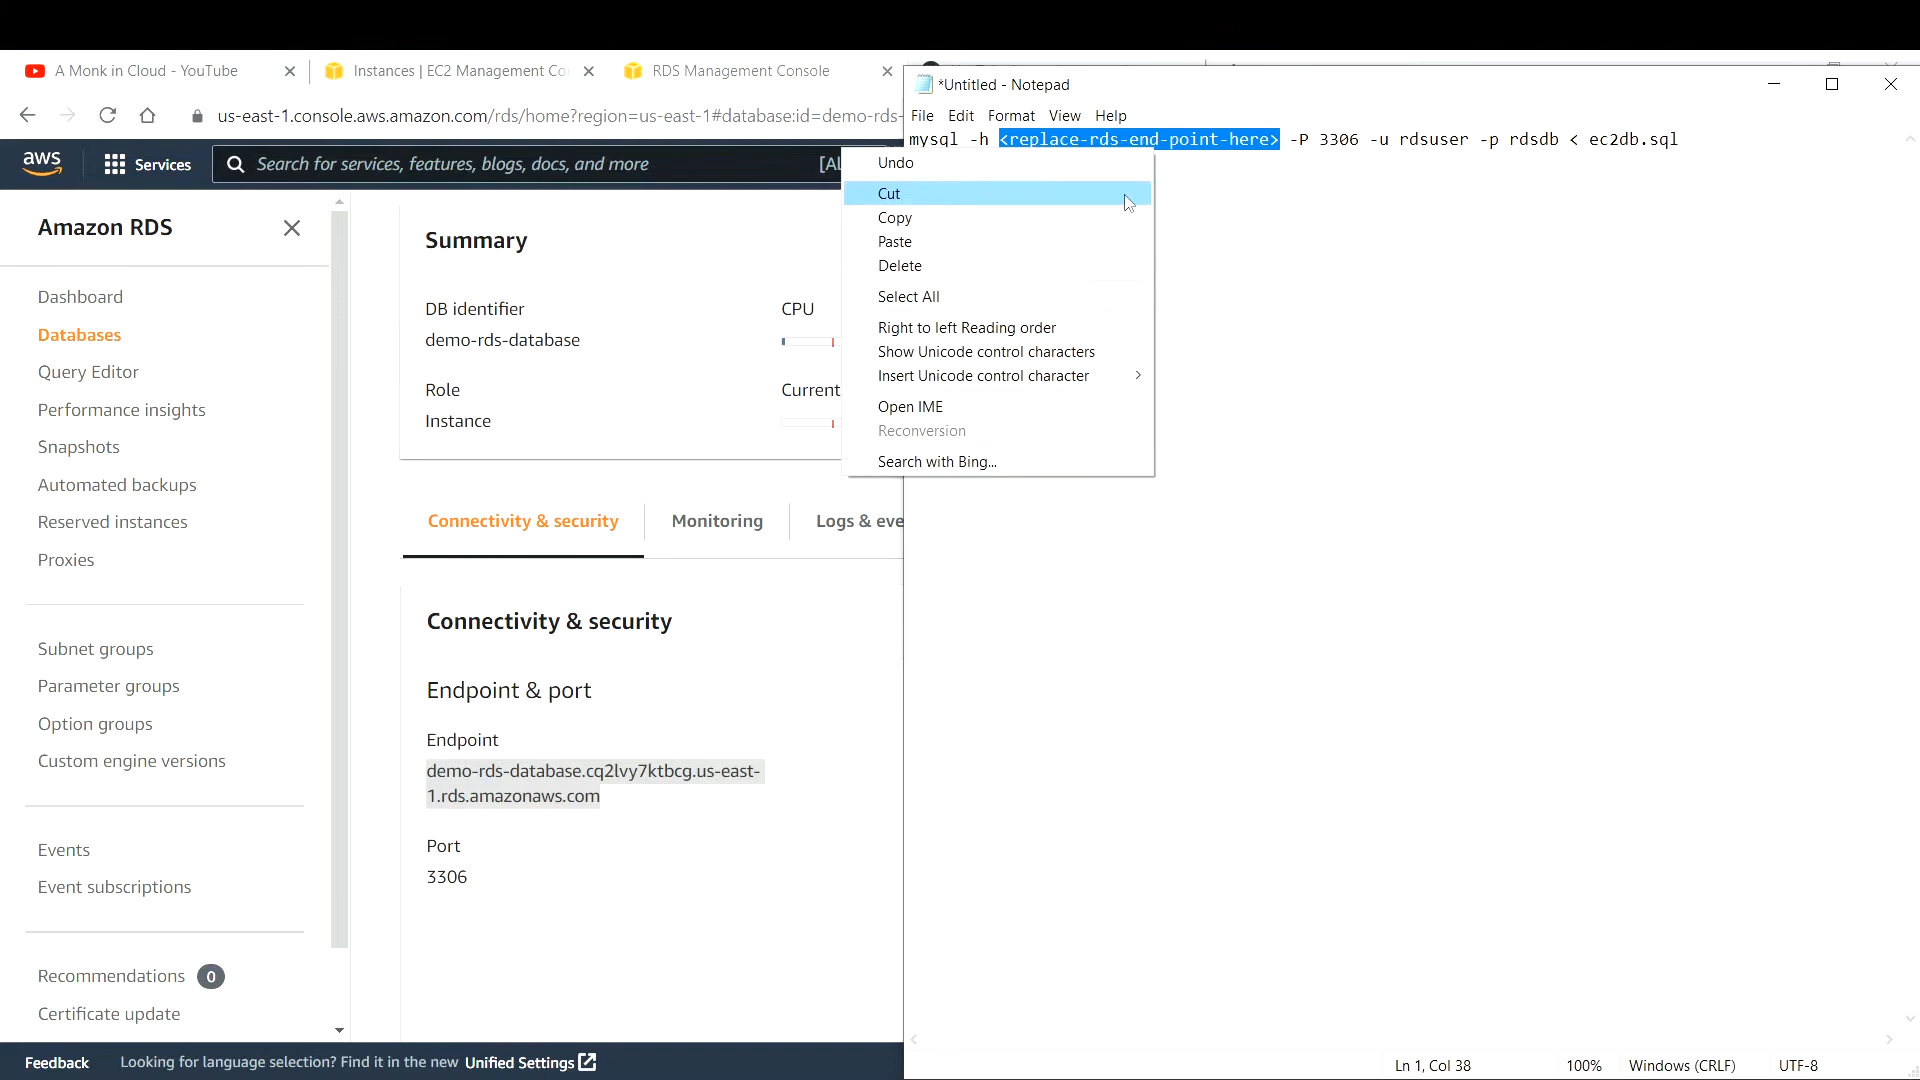 A Monk in Cloud - YouTube
Instances | EC2 Management Co
RDS Management Console
us-east-1.console.aws.amazon.com/rds/home?region=us-east-1#database:id=demo-rds-
aws
Services
Search for services, features, blogs, docs, and more
[Al
*Untitled - Notepad
File Edit Format View Help
mysql -h <replace-rds-end-point-here> -P 3306 -u rdsuser -p rdsdb < ec2db.sql
Undo
Cut
Copy
Paste
Delete
Select All
Right to left Reading order
Show Unicode control characters
Insert Unicode control character
Open IME
Reconversion
Search with Bing...
Amazon RDS
Dashboard
Databases
Query Editor
Performance insights
Snapshots
Automated backups
Reserved instances
Proxies
Subnet groups
Parameter groups
Option groups
Custom engine versions
Events
Event subscriptions
Recommendations 0
Certificate update
Summary
DB identifier
demo-rds-database
CPU
Role
Instance
Current
Connectivity & security
Monitoring
Logs & eve
Connectivity & security
Endpoint & port
Endpoint
demo-rds-database.cq2lvy7ktbcg.us-east-
1.rds.amazonaws.com
Port
3306
Feedback
Looking for language selection? Find it in the new Unified Settings
Ln 1, Col 38
100%
Windows (CRLF)
UTF-8